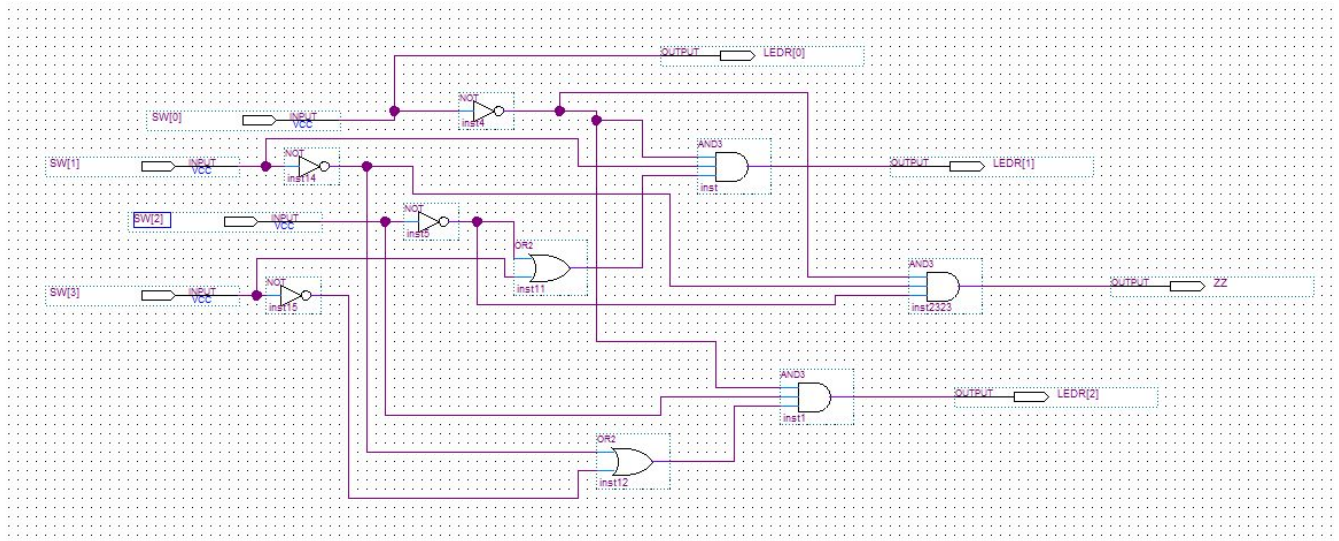 OUTPUT LEDR[0]
NOT
SW[0] INPUT
VCC
inst4
AND3
SW[1] INPUT
VCC
NOT
inst14
OUTPUT LEDR[1]
inst
NOT
SW[2] INPUT
VCC
inst5
OR2
inst11
AND3
SW[3] INPUT
VCC
NOT
inst15
OUTPUT ZZ
inst2323
AND3
OUTPUT LEDR[2]
inst1
OR2
inst12